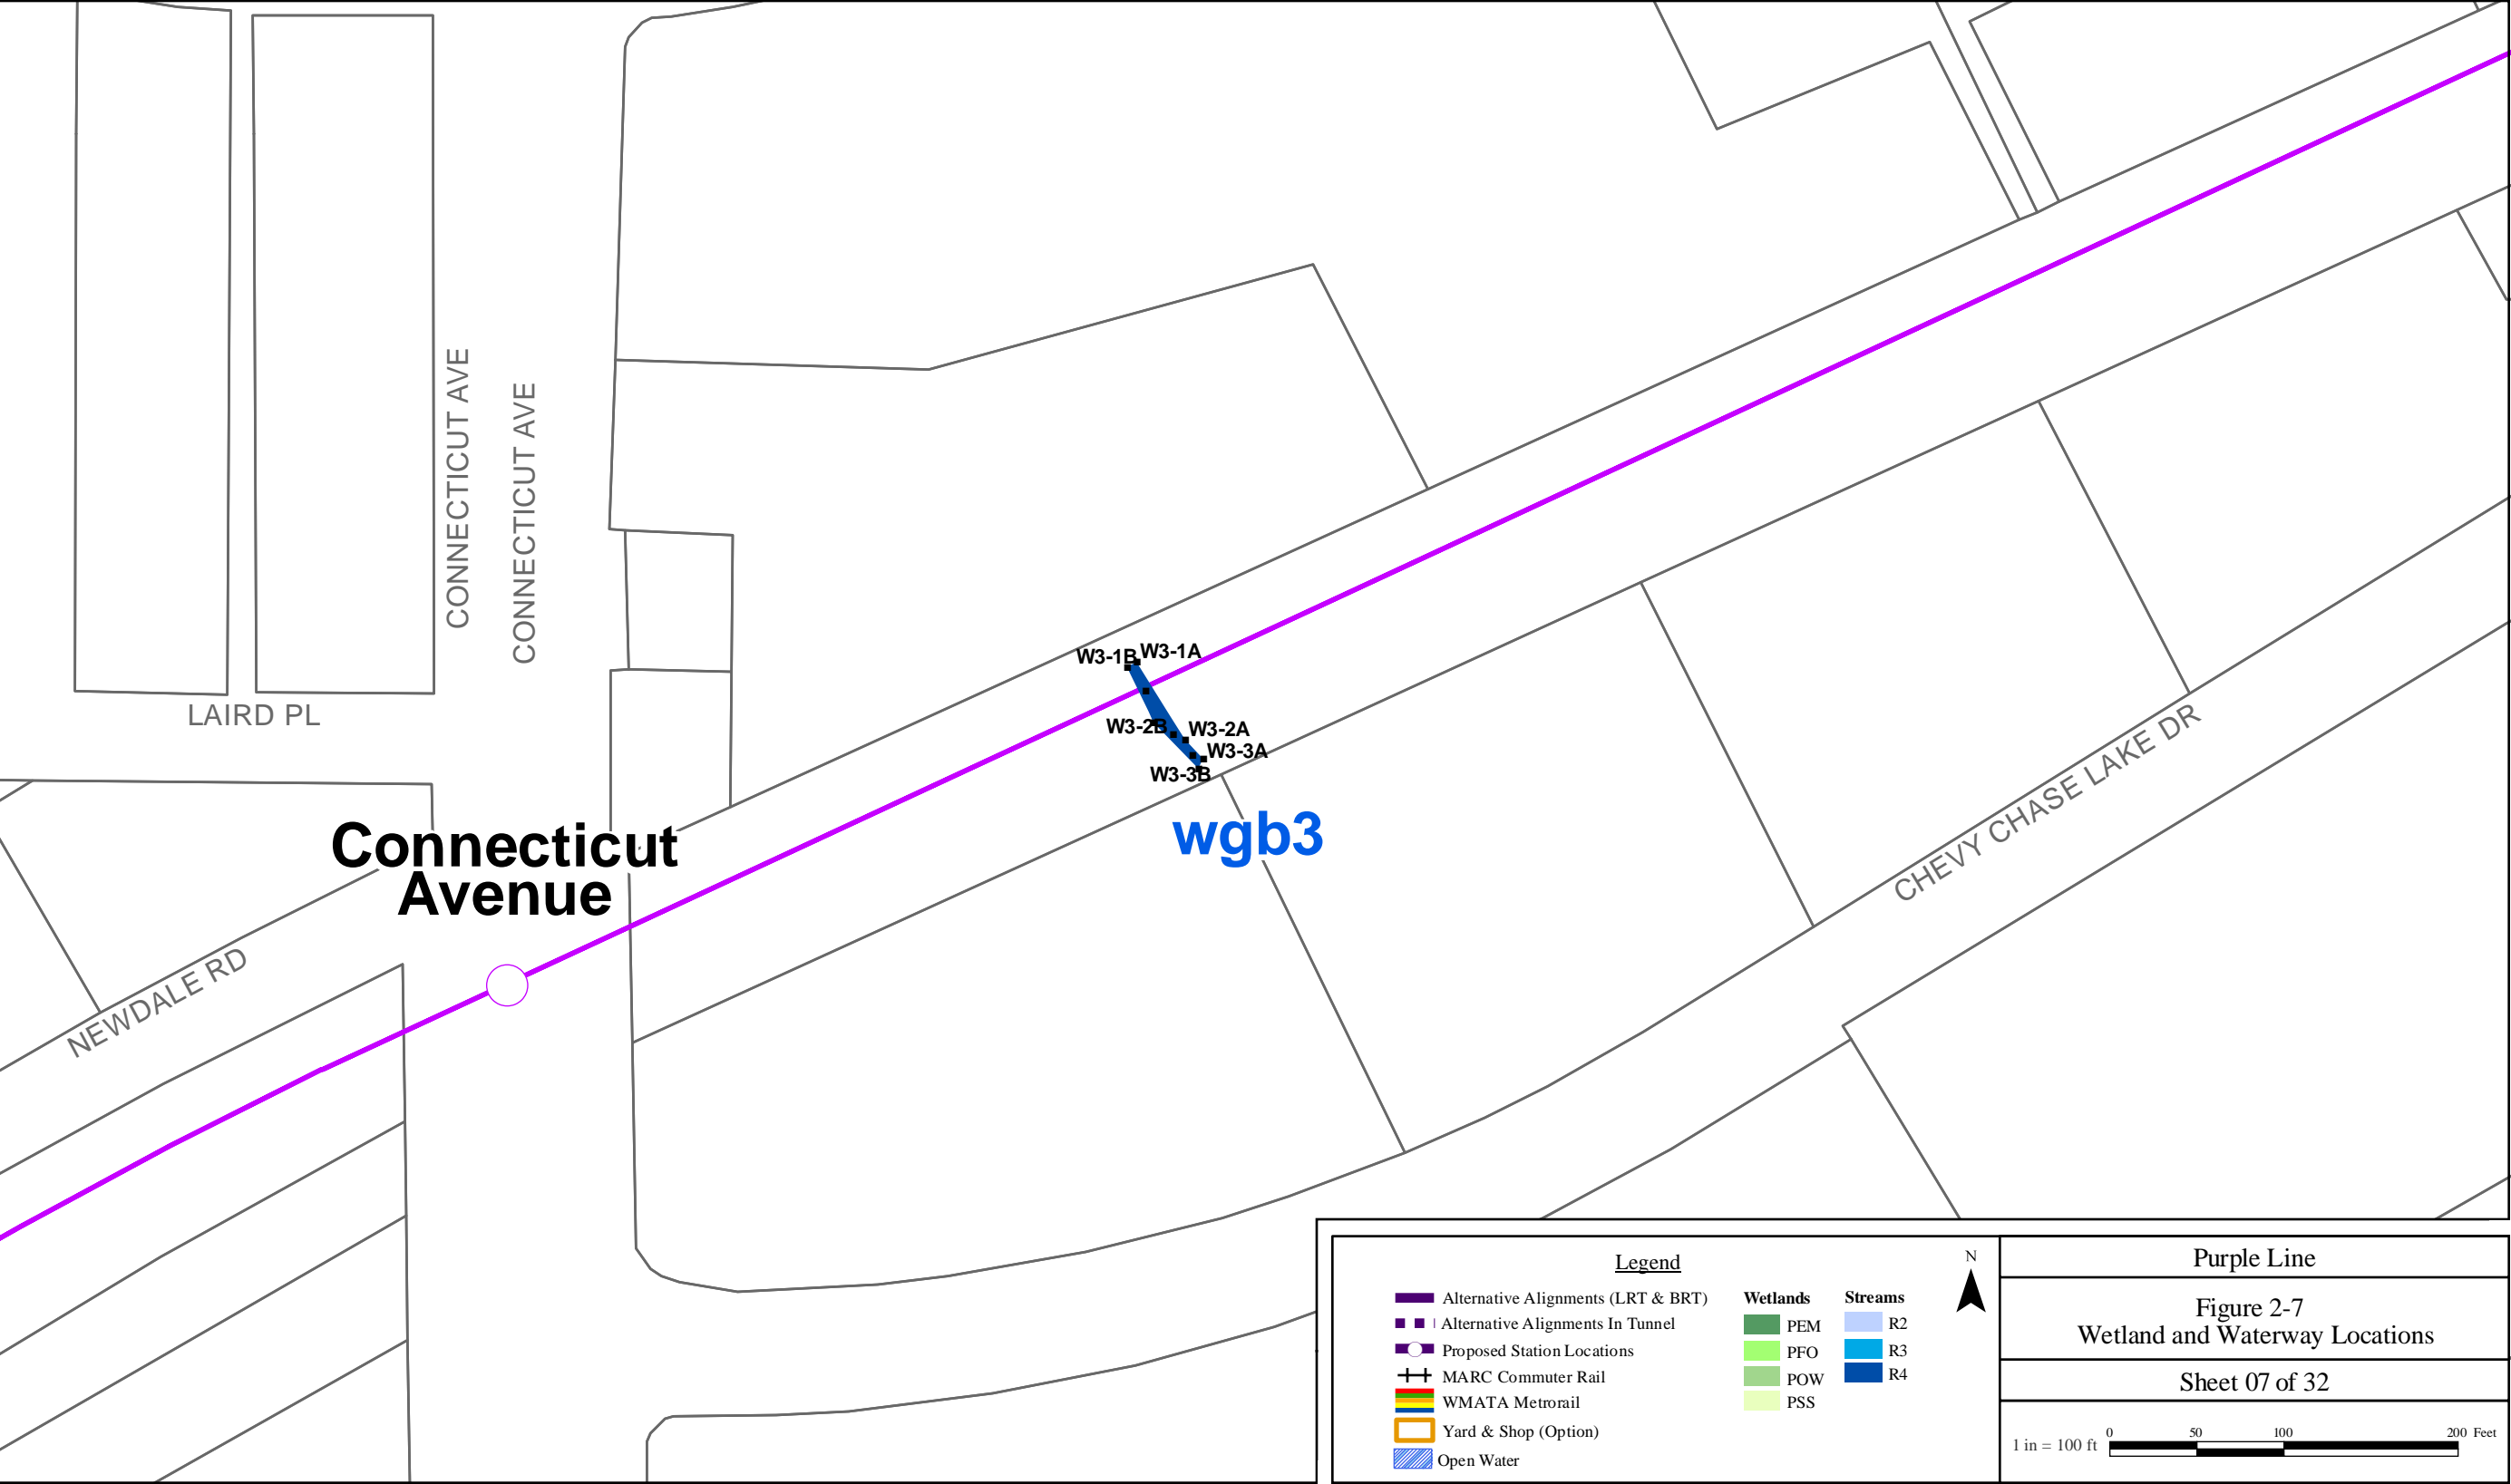 CONNECTICUT AVE
CONNECTICUT AVE
LAIRD PL
W3-1B
W3-1A
W3-2B
W3-2A
W3-3A
W3-3B
wgb3
Connecticut
Avenue
NEWDALE RD
CHEVY CHASE LAKE DR
Legend
Alternative Alignments (LRT & BRT)
Alternative Alignments In Tunnel
Proposed Station Locations
MARC Commuter Rail
WMATA Metrorail
Yard & Shop (Option)
Open Water
Wetlands
PEM
PFO
POW
PSS
Streams
R2
R3
R4
N
Purple Line
Figure 2-7
Wetland and Waterway Locations
Sheet 07 of 32
1 in = 100 ft
0 50 100 200 Feet